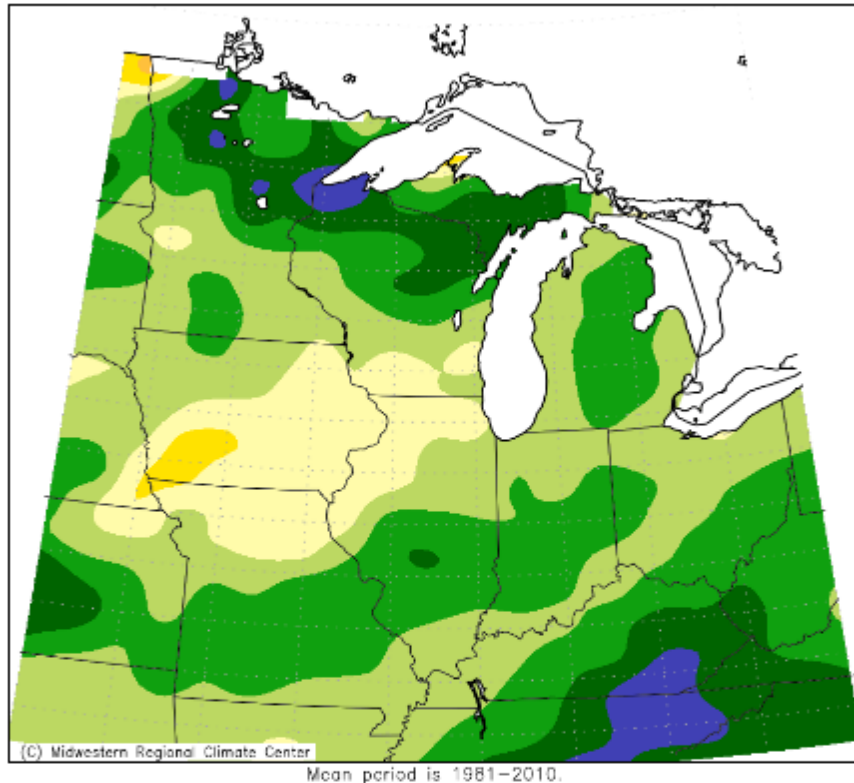 (C) Midwestern Regional Climate Center
Mean period is 1981-2010.